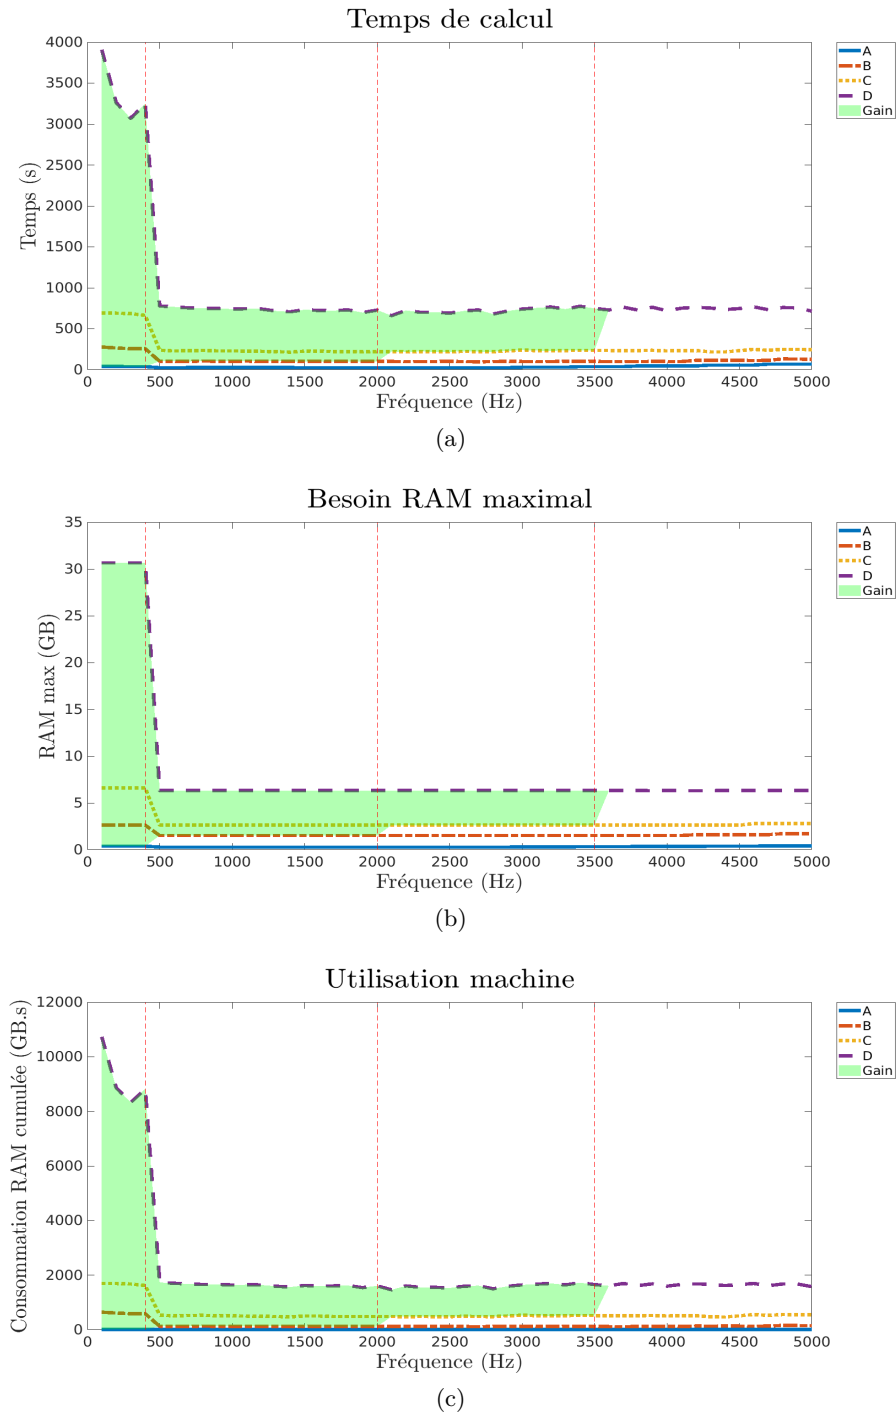 Temps de calcul
4000
3500
3000
2500
2000
1500
1000
500
0
Temps (s)
0 500 1000 1500 2000 2500 3000 3500 4000 4500 5000
Fréquence (Hz)
A
B
C
D
Gain
(a)
Besoin RAM maximal
35
30
25
20
15
10
5
0
RAM max (GB)
0 500 1000 1500 2000 2500 3000 3500 4000 4500 5000
Fréquence (Hz)
A
B
C
D
Gain
(b)
Utilisation machine
12000
10000
8000
6000
4000
2000
0
Consommation RAM cumulée (GB.s)
0 500 1000 1500 2000 2500 3000 3500 4000 4500 5000
Fréquence (Hz)
A
B
C
D
Gain
(c)